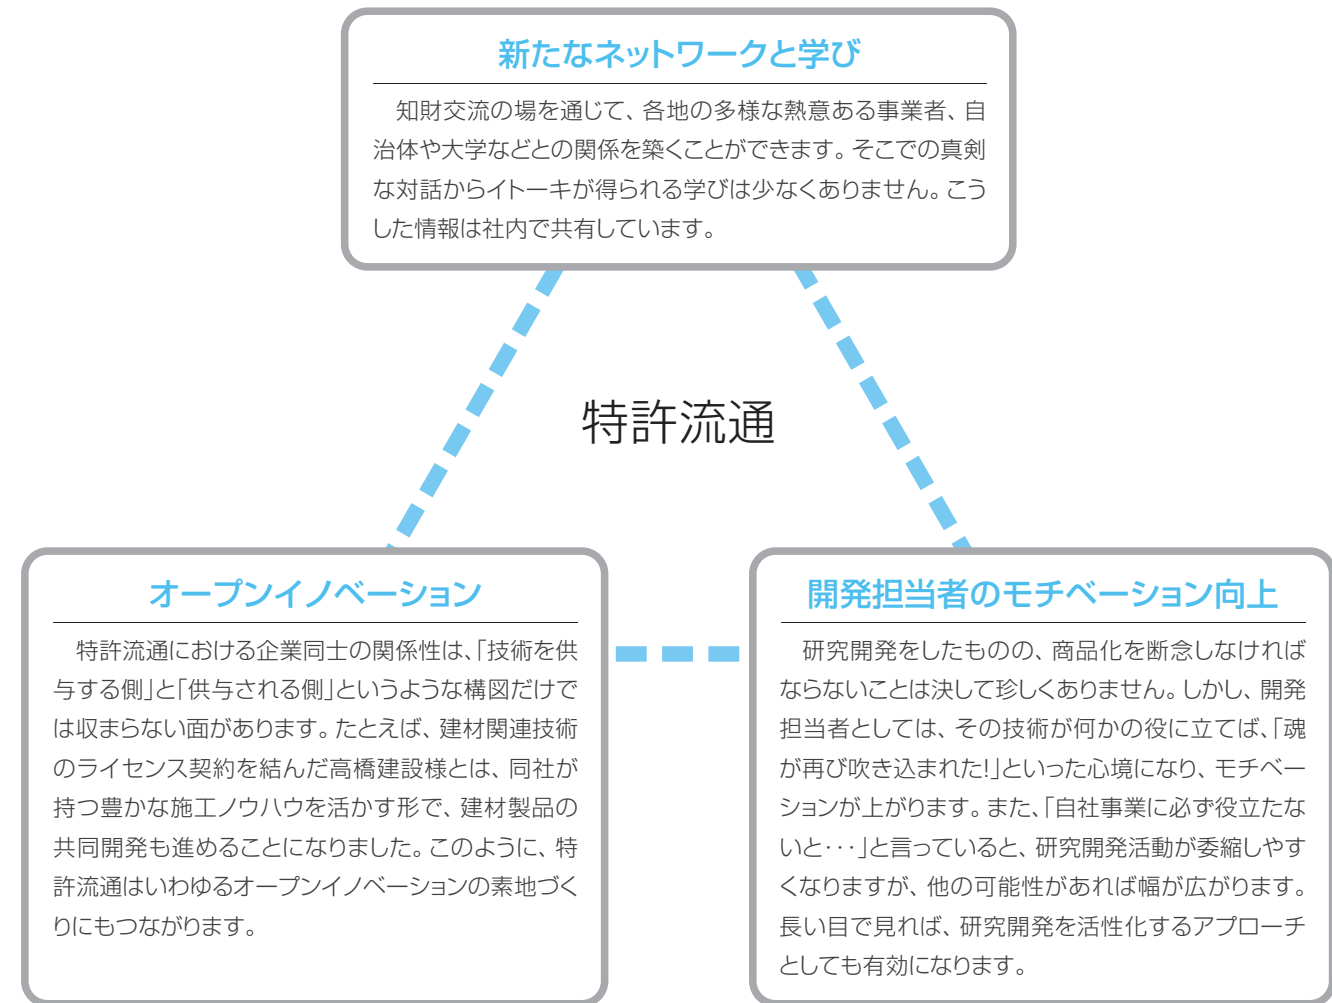 新たなネットワークと学び
知財交流の場を通じて、各地の多様な熱意ある事業者、自
治体や大学などとの関係を築くことができます。そこでの真剣
な対話からイトーキが得られる学びは少なくありません。こう
した情報は社内で共有しています。
特許流通
オープンイノベーション
特許流通における企業同士の関係性は、「技術を供
与する側」と「供与される側」というような構図だけで
は収まらない面があります。たとえば、建材関連技術
のライセンス契約を結んだ高橋建設様とは、同社が
持つ豊かな施工ノウハウを活かす形で、建材製品の
共同開発も進めることになりました。このように、特
許流通はいわゆるオープンイノベーションの素地づく
りにもつながります。
開発担当者のモチベーション向上
研究開発をしたものの、商品化を断念しなければ
ならないことは決して珍しくありません。しかし、開発
担当者としては、その技術が何かの役に立てば、「魂
が再び吹き込まれた!」といった心境になり、モチベー
ションが上がります。また、「自社事業に必ず役立たな
いと・・・」と言っていると、研究開発活動が委縮しやす
くなりますが、他の可能性があれば幅が広がります。
長い目で見れば、研究開発を活性化するアプローチ
としても有効になります。